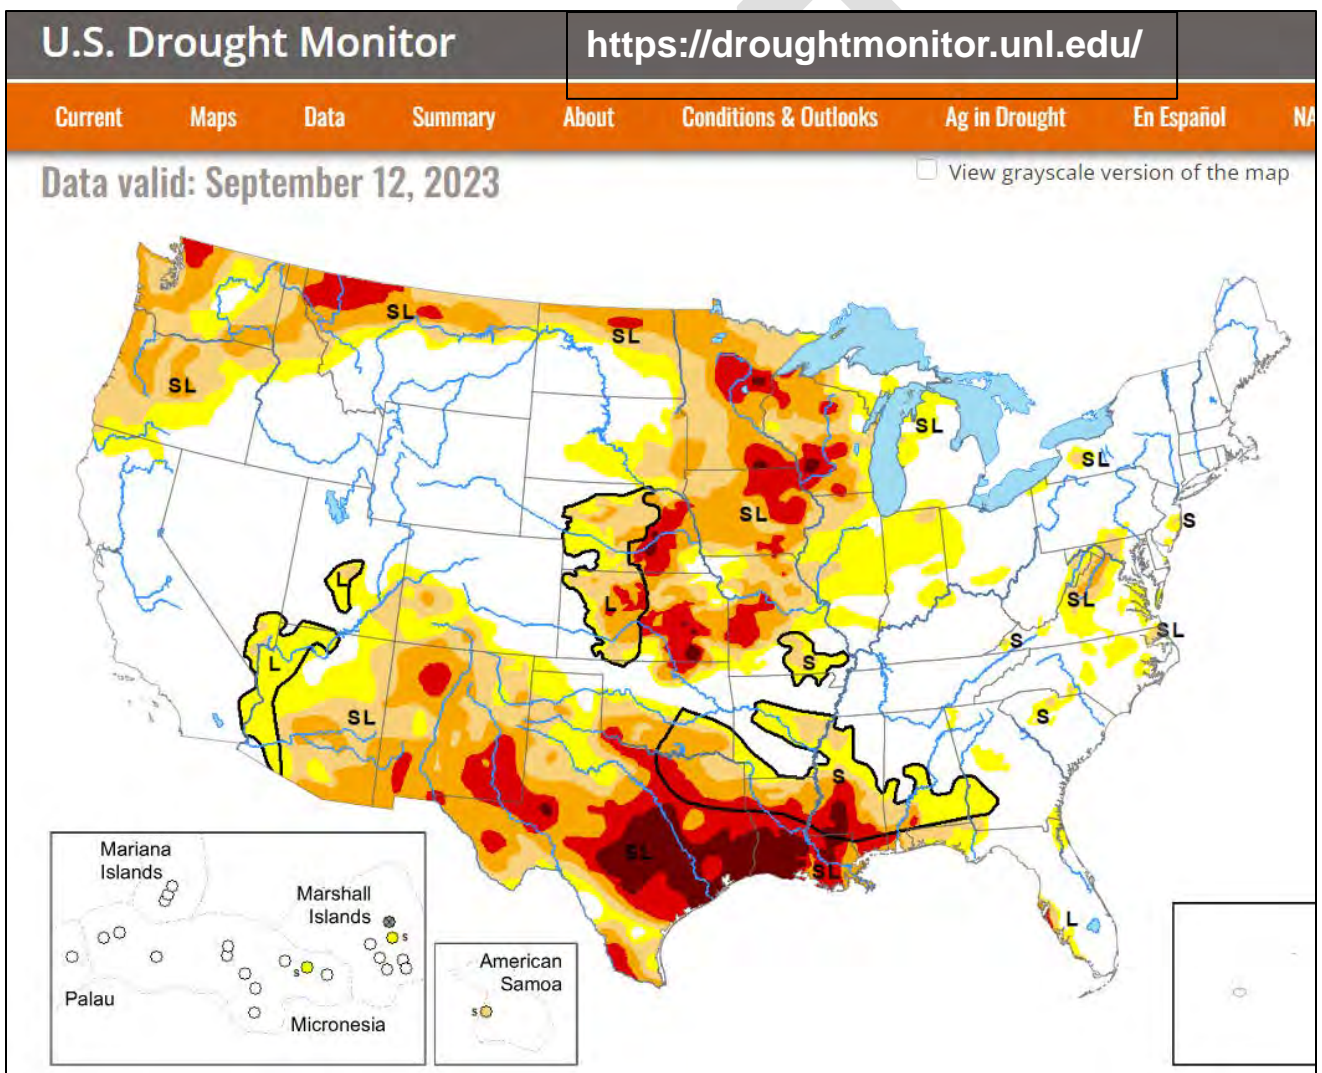 U.S. Drought Monitor
https://droughtmonitor.unl.edu/
Current Maps Data Summary About Conditions & Outlooks Ag in Drought En Español NA
Data valid: September 12, 2023
View grayscale version of the map
SL
SL
SL
SL
SL
SL
S
L
L
SL
SL
S
L
S
SL
S
S
SL
SL
L
Mariana
Islands
Marshall
Islands
S
S
Palau
Micronesia
American
Samoa
S